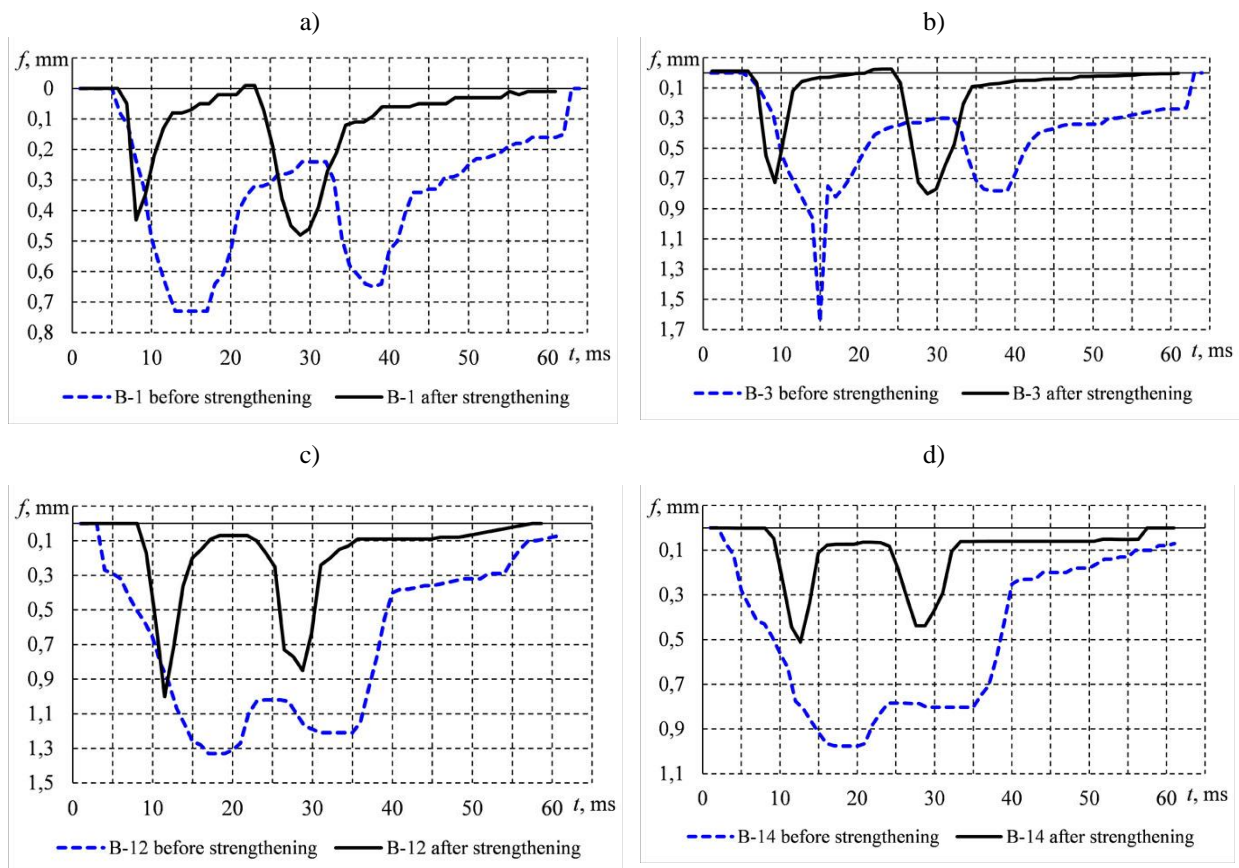 a)
f, mm
0
0,1
0,2
0,3
0,4
0,5
0,6
0,7
0,8
0 10 20 30 40 50 60 t, ms
B-1 before strengthening B-1 after strengthening
b)
f, mm
0,1
0,3
0,5
0,7
0,9
1,1
1,3
1,5
1,7
0 10 20 30 40 50 60 t, ms
B-3 before strengthening B-3 after strengthening
c)
f, mm
0,1
0,3
0,5
0,7
0,9
1,1
1,3
1,5
0 10 20 30 40 50 60 t, ms
B-12 before strengthening B-12 after strengthening
d)
f, mm
0,1
0,3
0,5
0,7
0,9
1,1
0 10 20 30 40 50 60 t, ms
B-14 before strengthening B-14 after strengthening